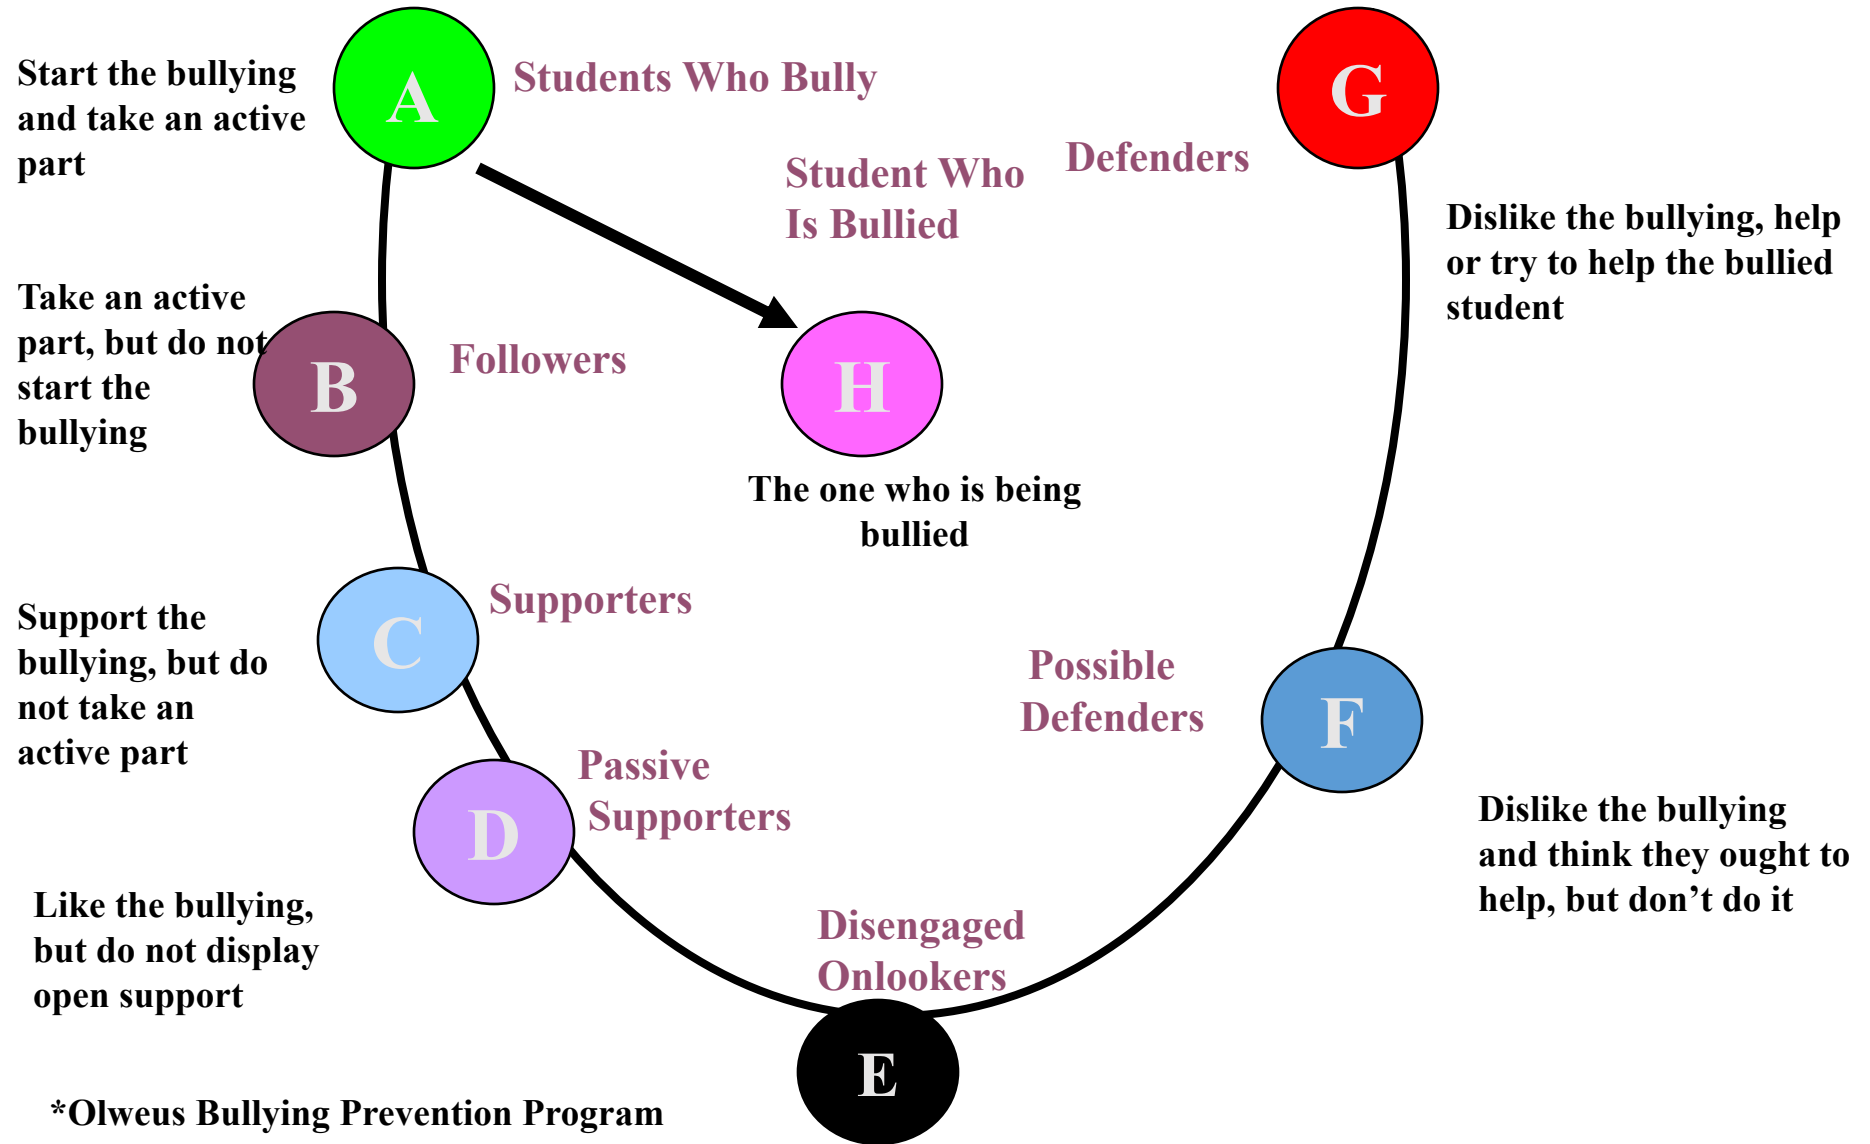 A
Students Who Bully
Start the bullying
and take an active
part
G
Defenders
Student Who
Is Bullied
Dislike the bullying, help
or try to help the bullied
student
Take an active
part, but do not
start the
bullying
B
Followers
H
The one who is being
bullied
Support the
bullying, but do
not take an
active part
C
Supporters
Possible
Defenders
F
Passive
Supporters
D
Dislike the bullying
and think they ought to
help, but don’t do it
Like the bullying,
but do not display
open support
Disengaged
Onlookers
E
*Olweus Bullying Prevention Program